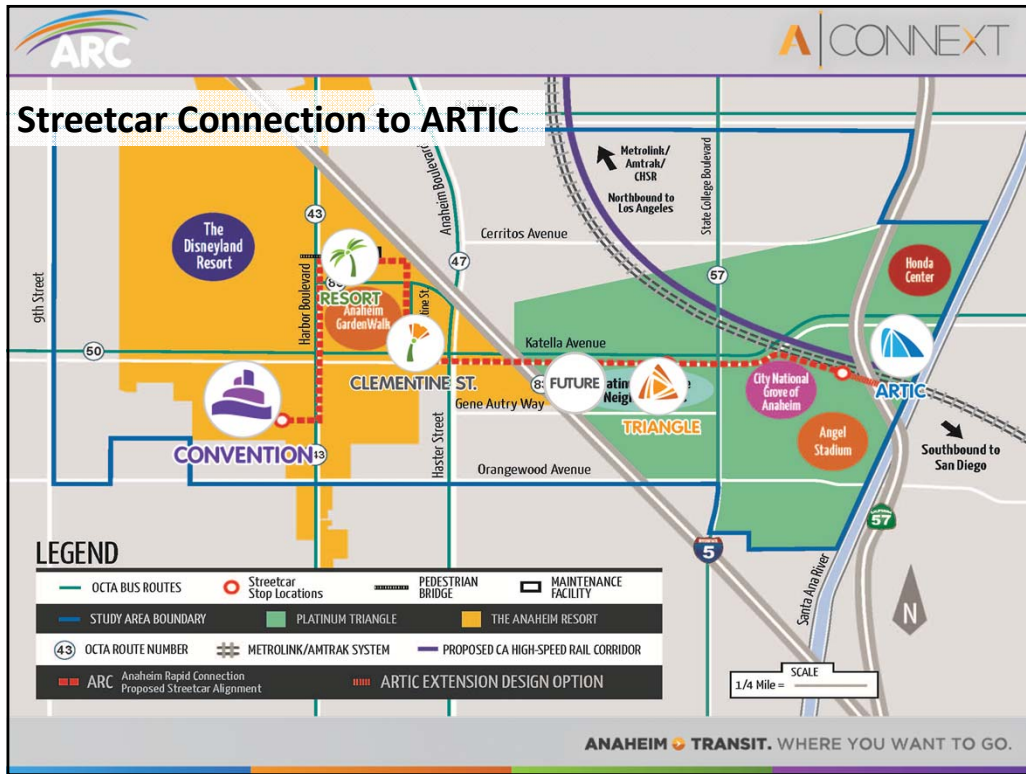 ARC
A | CONNEXT
Streetcar Connection to ARTIC
Metrolink/
Amtrak/
CHSR
Northbound to
Los Angeles
State College Boulevard
Anaheim Boulevard
Cerritos Avenue
43
The
Disneyland
Resort
RESORT
47
57
Honda
Center
9th Street
Harbor Boulevard
Anaheim
GardenWalk
50
Katella Avenue
CLEMENTINE ST.
FUTURE
Gene Autry Way
TRIANGLE
City National
Grove of
Anaheim
ARTIC
CONVENTION
Haster Street
Orangewood Avenue
Angel
Stadium
Southbound to
San Diego
CALIFORNIA
57
INTERSTATE
5
Santa Ana River
N
LEGEND
OCTA BUS ROUTES
Streetcar
Stop Locations
PEDESTRIAN
BRIDGE
MAINTENANCE
FACILITY
STUDY AREA BOUNDARY
PLATINUM TRIANGLE
THE ANAHEIM RESORT
43 OCTA ROUTE NUMBER
METROLINK/AMTRAK SYSTEM
PROPOSED CA HIGH-SPEED RAIL CORRIDOR
ARC Anaheim Rapid Connection
Proposed Streetcar Alignment
ARTIC EXTENSION DESIGN OPTION
SCALE
1/4 Mile =
ANAHEIM TRANSIT. WHERE YOU WANT TO GO.